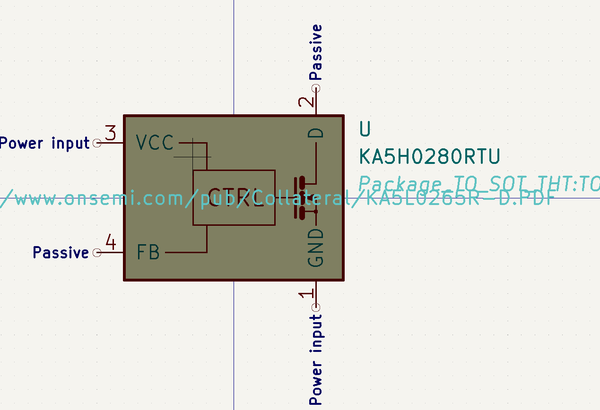 Passive
2
U
KA5H0280RTU
Package_TO_SOT_THT:TO
Power input
3
VCC
D
/www.onsemi.com/pub/Collateral/KA5L0265R-D.PDF
CTRL
Passive
4
FB
GND
1
Power input